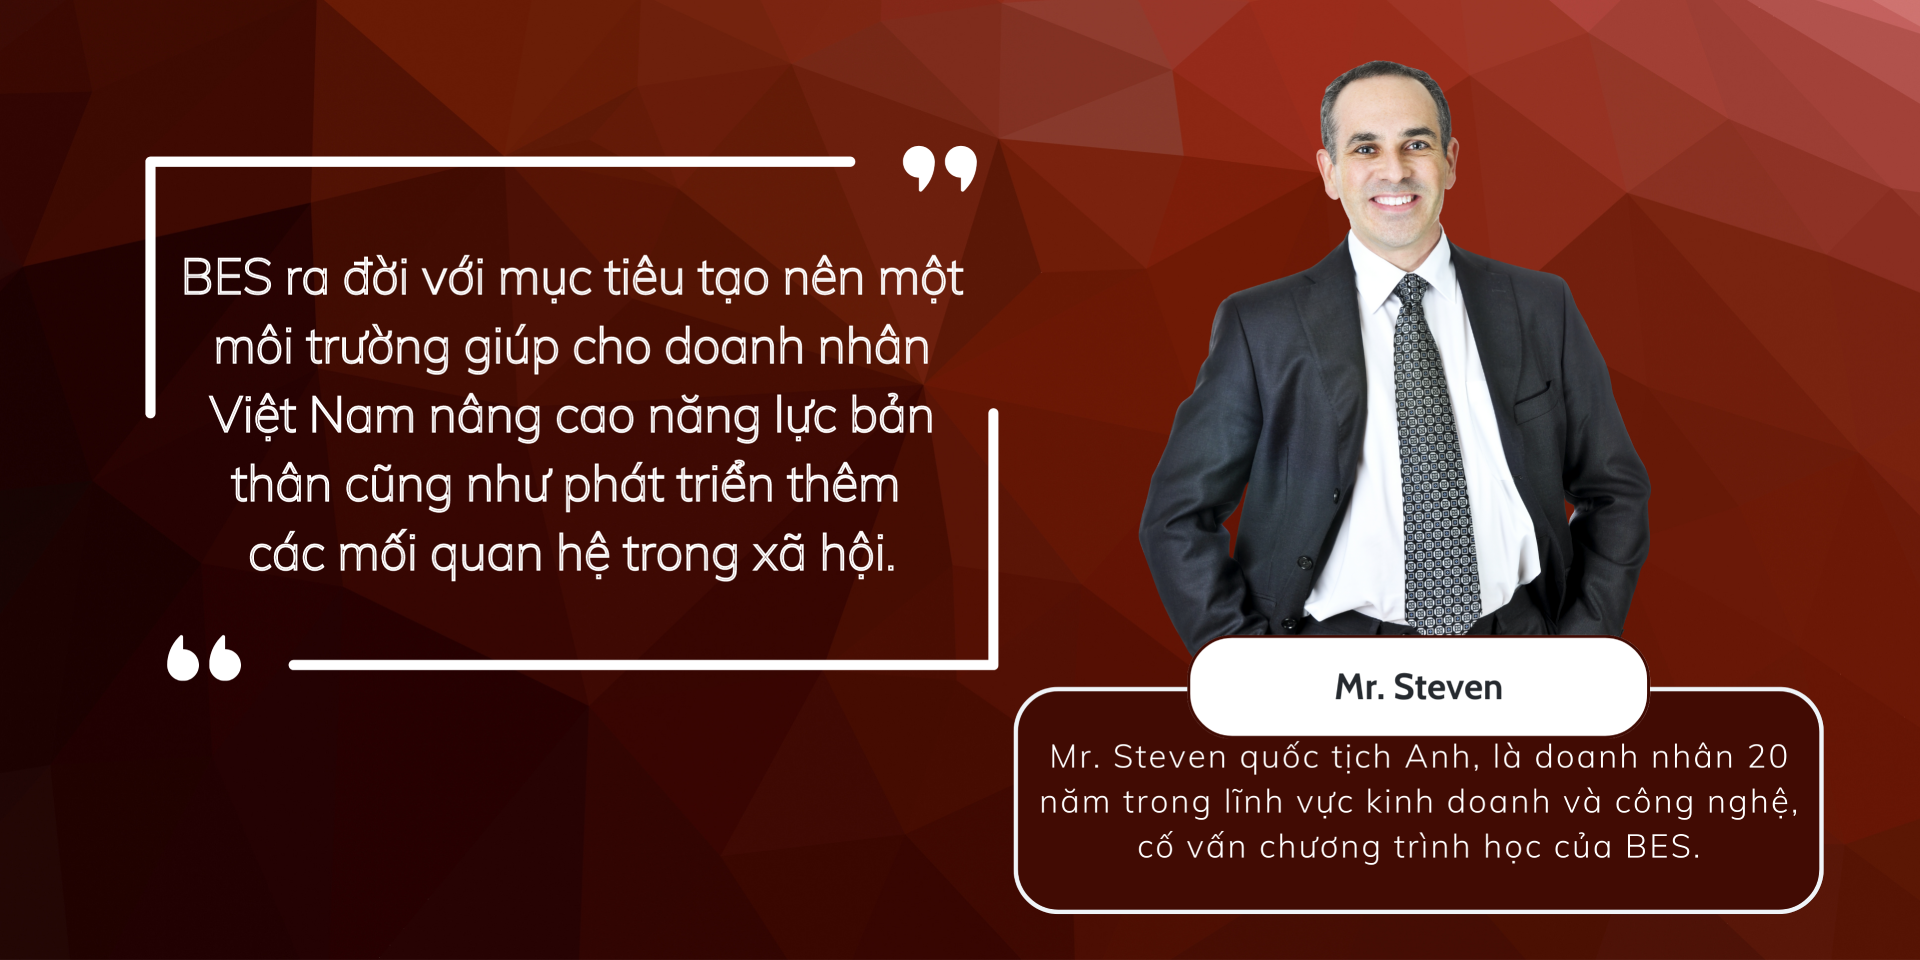 BES ra đời với mục tiêu tạo nên một
môi trường giúp cho doanh nhân
Việt Nam nâng cao năng lực bản
thân cũng như phát triển thêm
các mối quan hệ trong xã hội.
Mr. Steven
Mr. Steven quốc tịch Anh, là doanh nhân 20
năm trong lĩnh vực kinh doanh và công nghệ,
cố vấn chương trình học của BES.